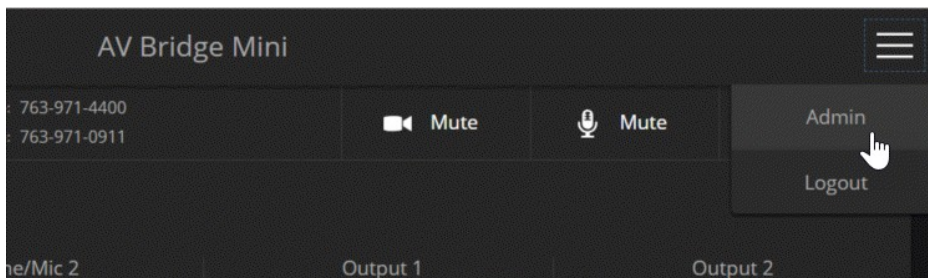 AV Bridge Mini
: 763-971-4400
: 763-971-0911
Mute
Mute
Admin
Logout
ne/Mic 2
Output 1
Output 2